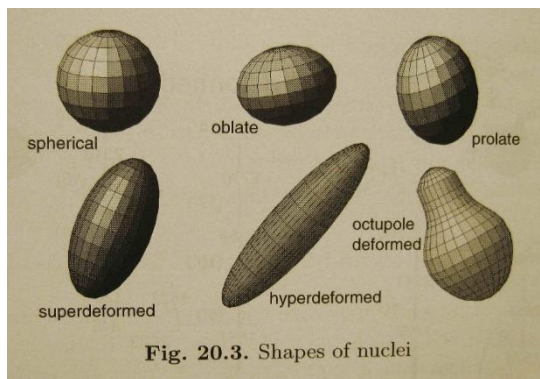 spherical
oblate
prolate
superdeformed
hyperdeformed
octupole
deformed
Fig. 20.3. Shapes of nuclei